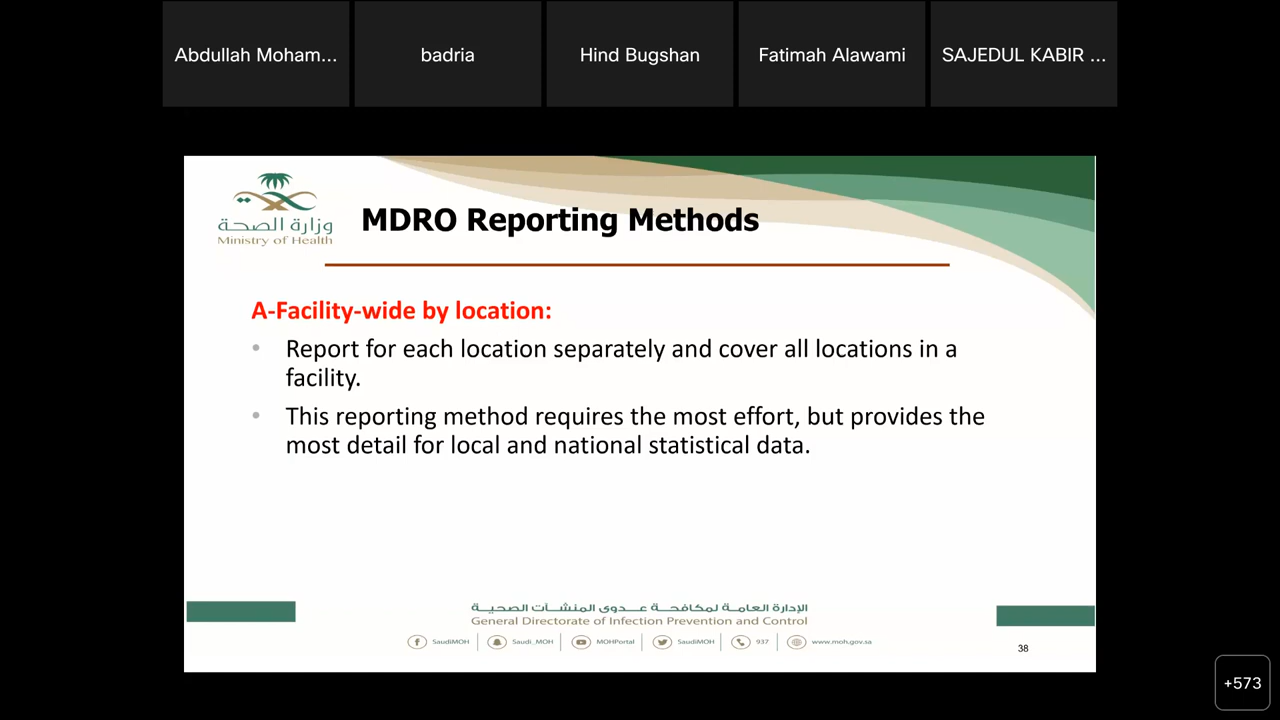 Abdullah Moham...
badria
Hind Bugshan
Fatimah Alawami
SAJEDUL KABIR ...
وزارة الصحة
Ministry of Health
MDRO Reporting Methods
A-Facility-wide by location:
• Report for each location separately and cover all locations in a
facility.
• This reporting method requires the most effort, but provides the
most detail for local and national statistical data.
الإدارة العامة لمكافحة عدوى المنشآت الصحية
General Directorate of Infection Prevention and Control
SaudiMOH
Saudi_MOH
MOHPortal
SaudiMOH
937
www.moh.gov.sa
38
+573